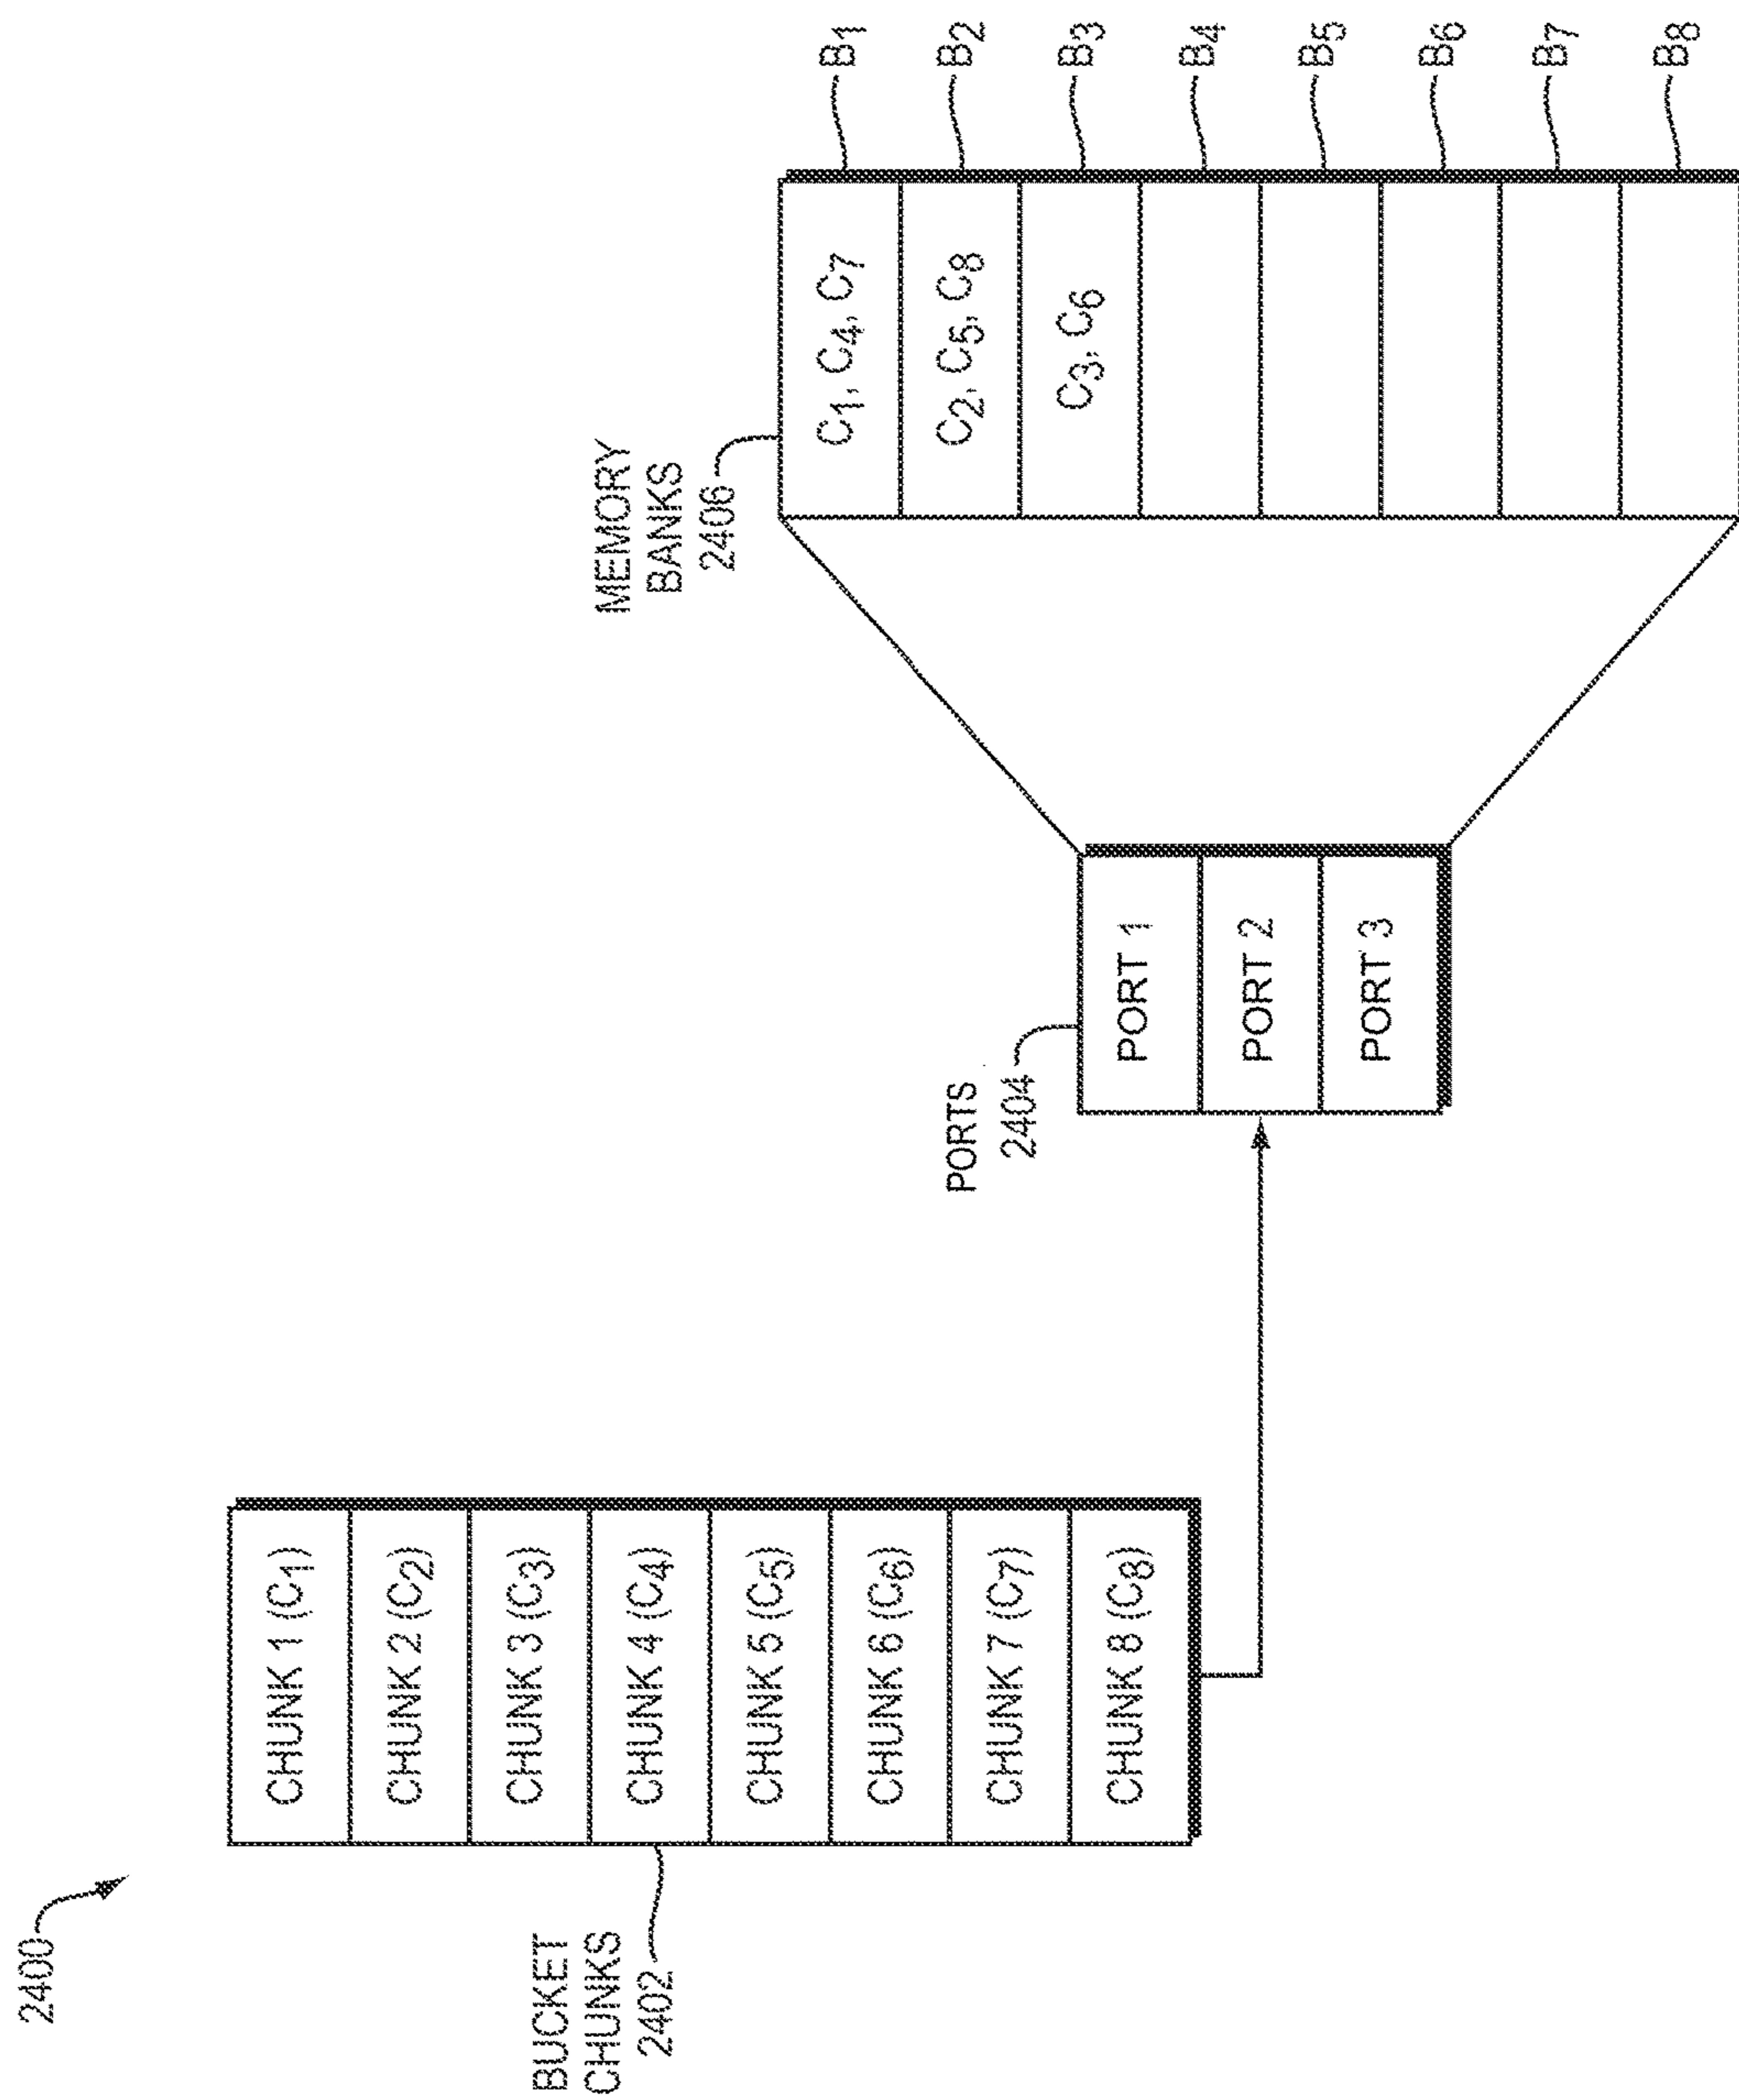 2400
BUCKET
CHUNKS
2402
CHUNK 1 (C1)
CHUNK 2 (C2)
CHUNK 3 (C3)
CHUNK 4 (C4)
CHUNK 5 (C5)
CHUNK 6 (C6)
CHUNK 7 (C7)
CHUNK 8 (C8)
PORTS
2404
PORT 1
PORT 2
PORT 3
MEMORY
BANKS
2406
C1, C4, C7
C2, C5, C8
C3, C6
B1
B2
B3
B4
B5
B6
B7
B8